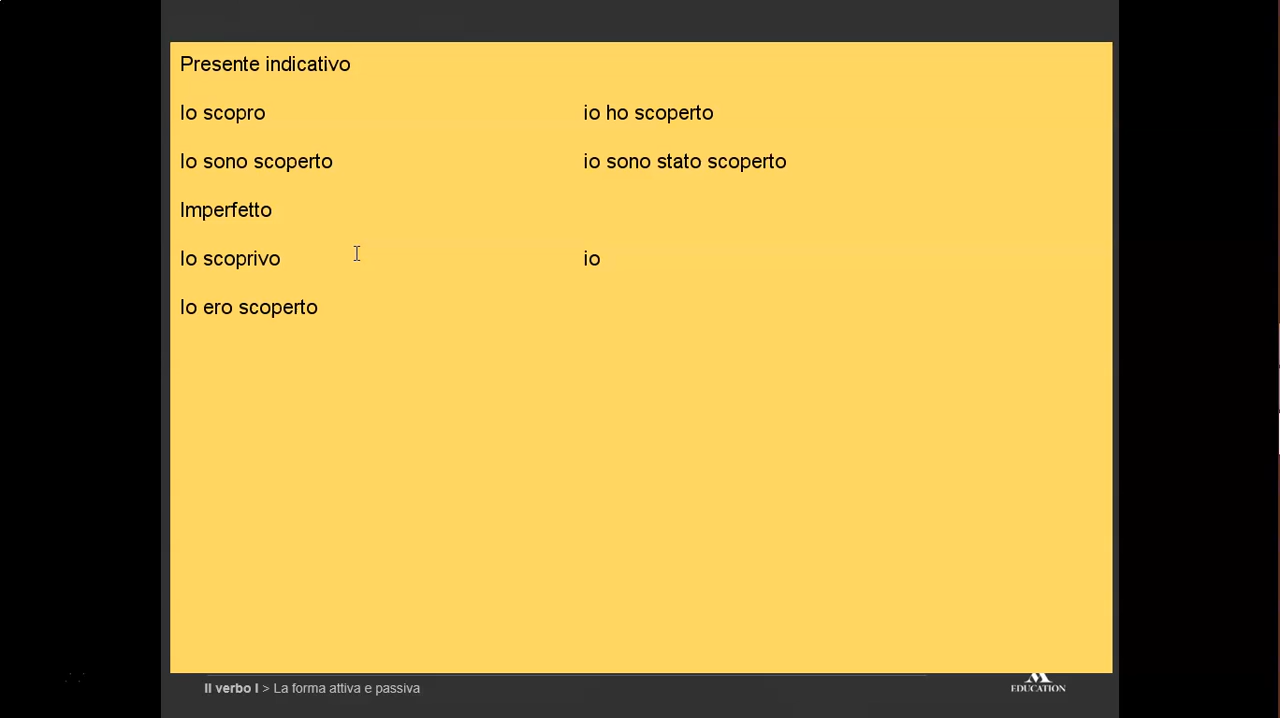 Presente indicativo
Io scopro io ho scoperto
Io sono scoperto io sono stato scoperto
Imperfetto
Io scoprivo io
Io ero scoperto
Il verbo I > La forma attiva e passiva
EDUCATION